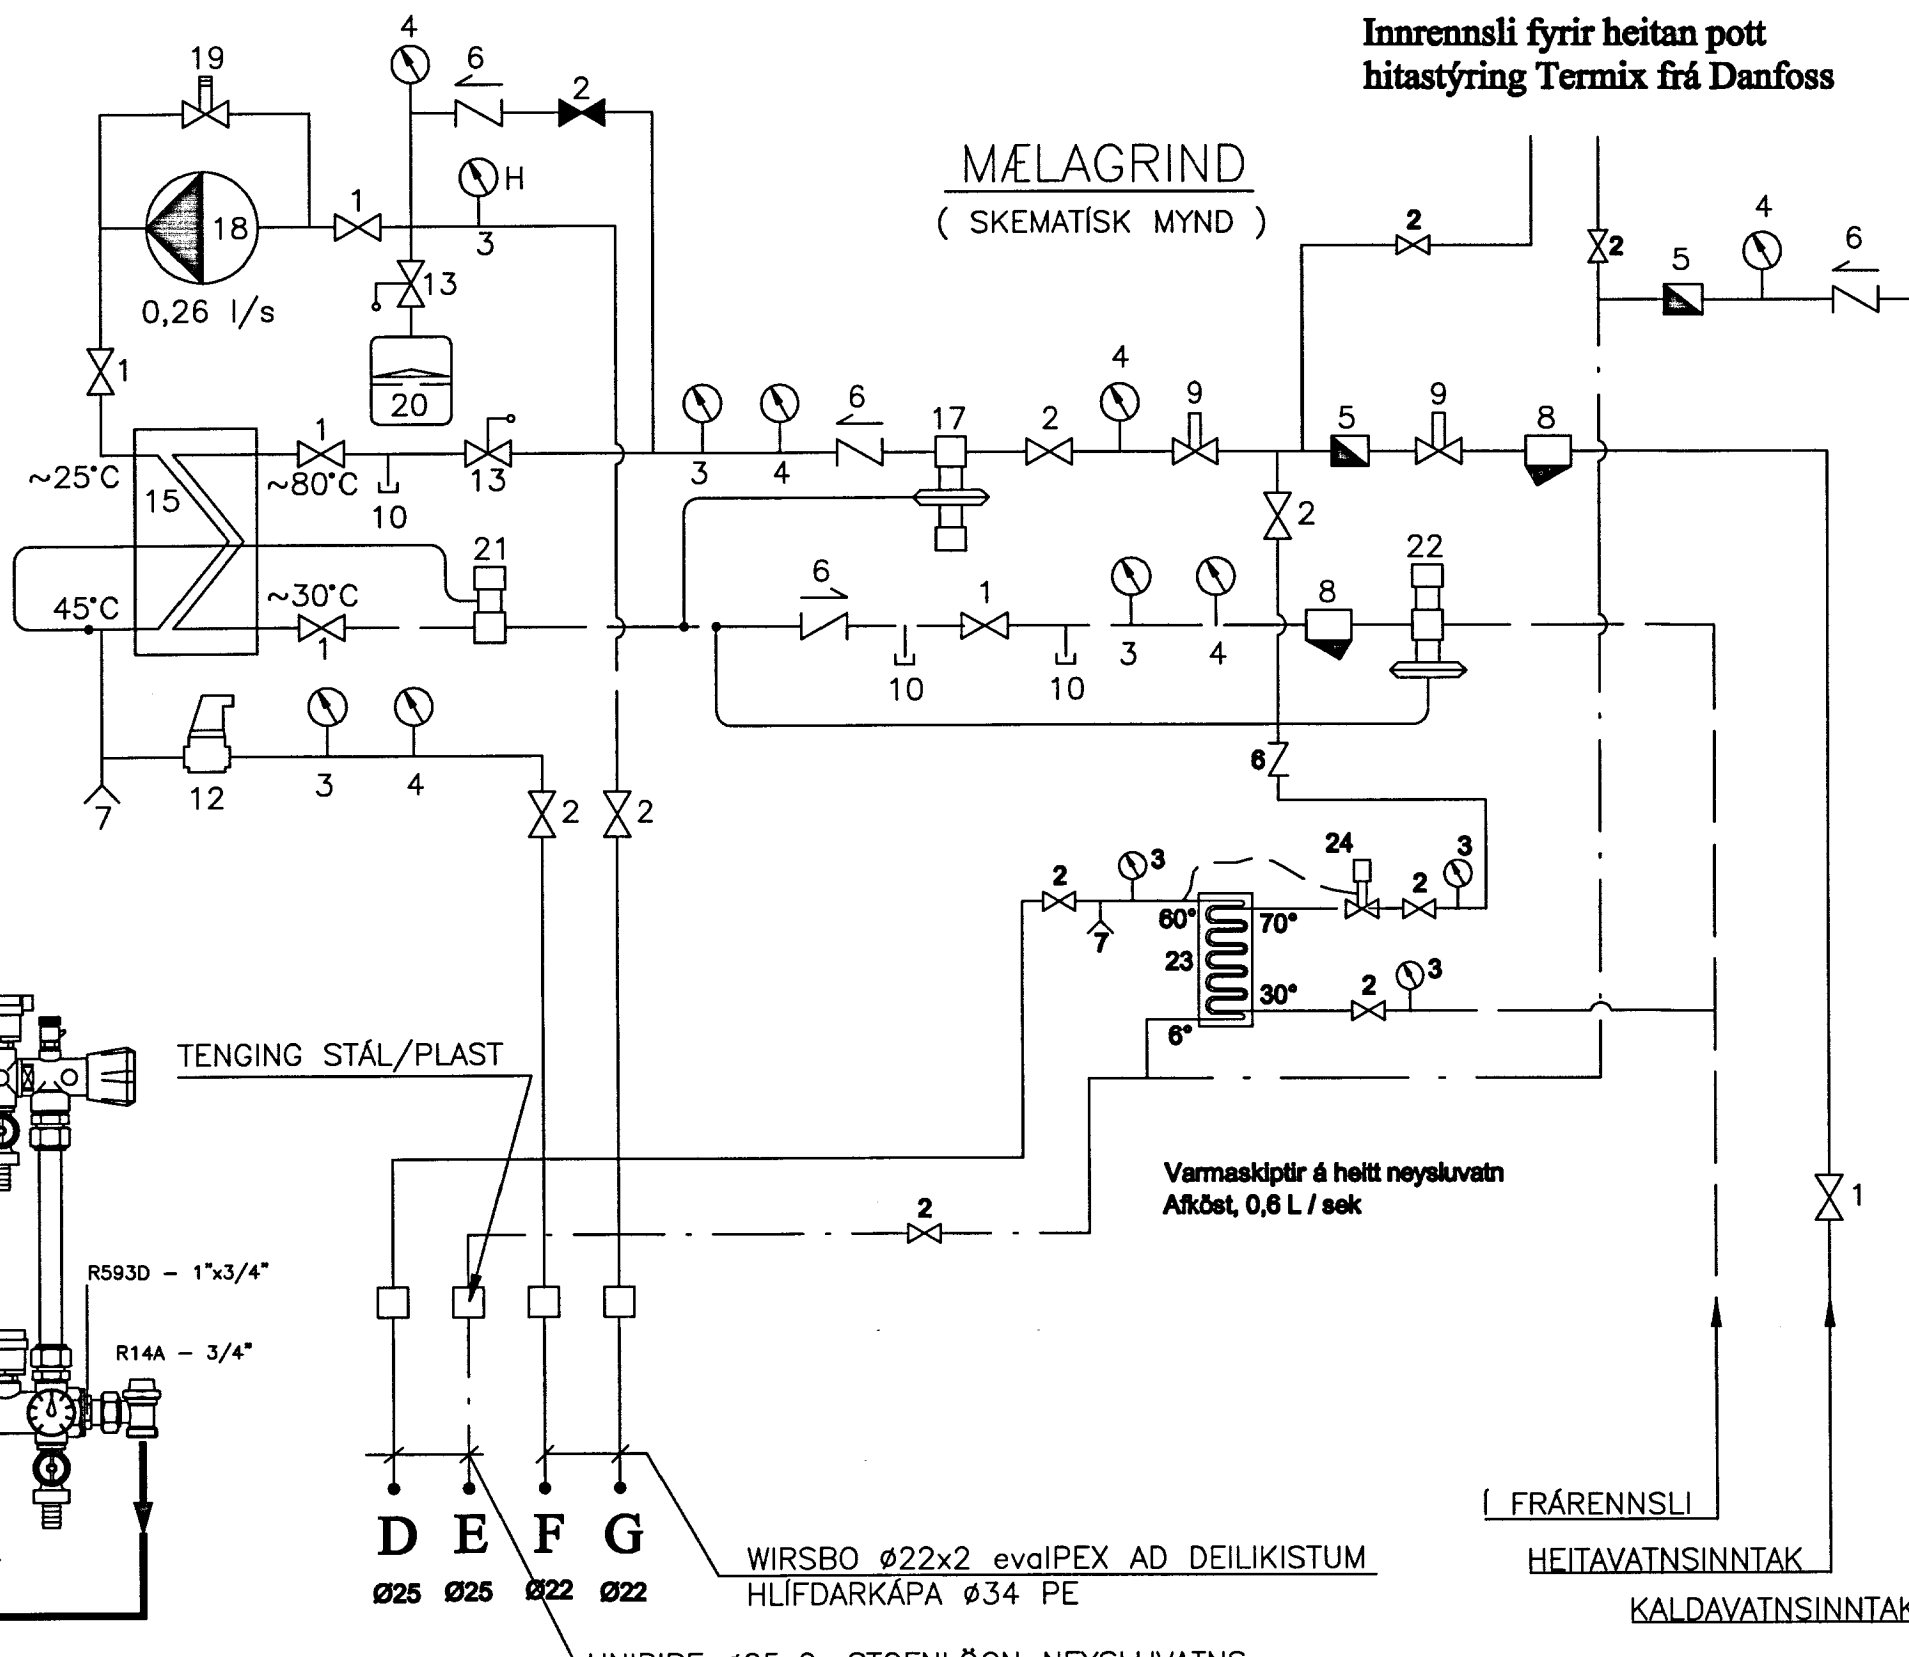 Innrennsli fyrir heitan pott
hitastýring Termix frá Danfoss
MÆLAGRIND
( SKEMATÍSK MYND )
4
19
6
2
H
1
18
3
2
4
6
2
5
13
0,26 l/s
1
20
4
9
9
6
17
2
5
8
1
3
4
~25°C
15
~80°C
10
13
2
21
22
6
1
8
~30°C
45°C
1
3
4
10
10
3
4
12
7
2
2
6
24
3
2
3
2
60°
70°
7
23
3
2
30°
6°
TENGING STÁL/PLAST
Varmaskiptir á heitt neysluvatn
Afköst, 0,6 L / sek
2
1
R593D - 1"x3/4"
R14A - 3/4"
Í FRÁRENNSLI
D E F G
WIRSBO ø22x2 evalPEX AD DEILIKISTUM
HEITAVATNSINNTAK
Ø25 Ø25 Ø22 Ø22
HLÍFDARKÁPA ø34 PE
KALDAVATNSINNTAK